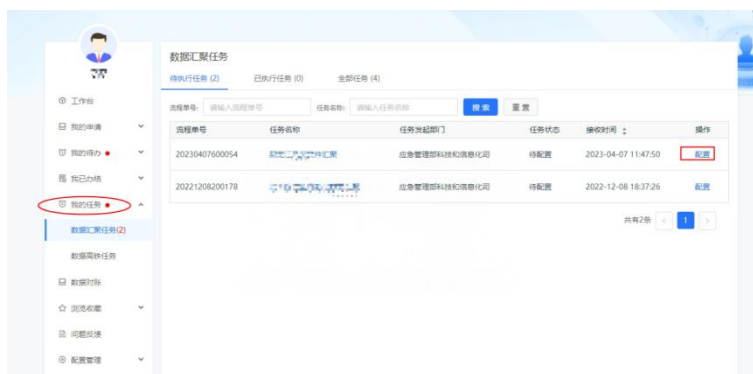 数据汇聚任务
待执行任务 (2) 已执行任务 (0) 全部任务 (4)
流程单号: 请输入流程单号 任务名称: 请输入任务名称 搜索 重置
流程单号 任务名称 任务发起部门 任务状态 接收时间 操作
20230407600054 应急管理部科技和信息化司 待配置 2023-04-07 11:47:50 配置
20221208200178 应急管理部科技和信息化司 待配置 2022-12-08 18:37:26 配置
共有2条 < 1 >
工作台
我的申请
我的待办
我已办结
我的任务
数据汇聚任务(2)
数据需铁任务
数据对账
浏览收藏
问题反馈
配置管理